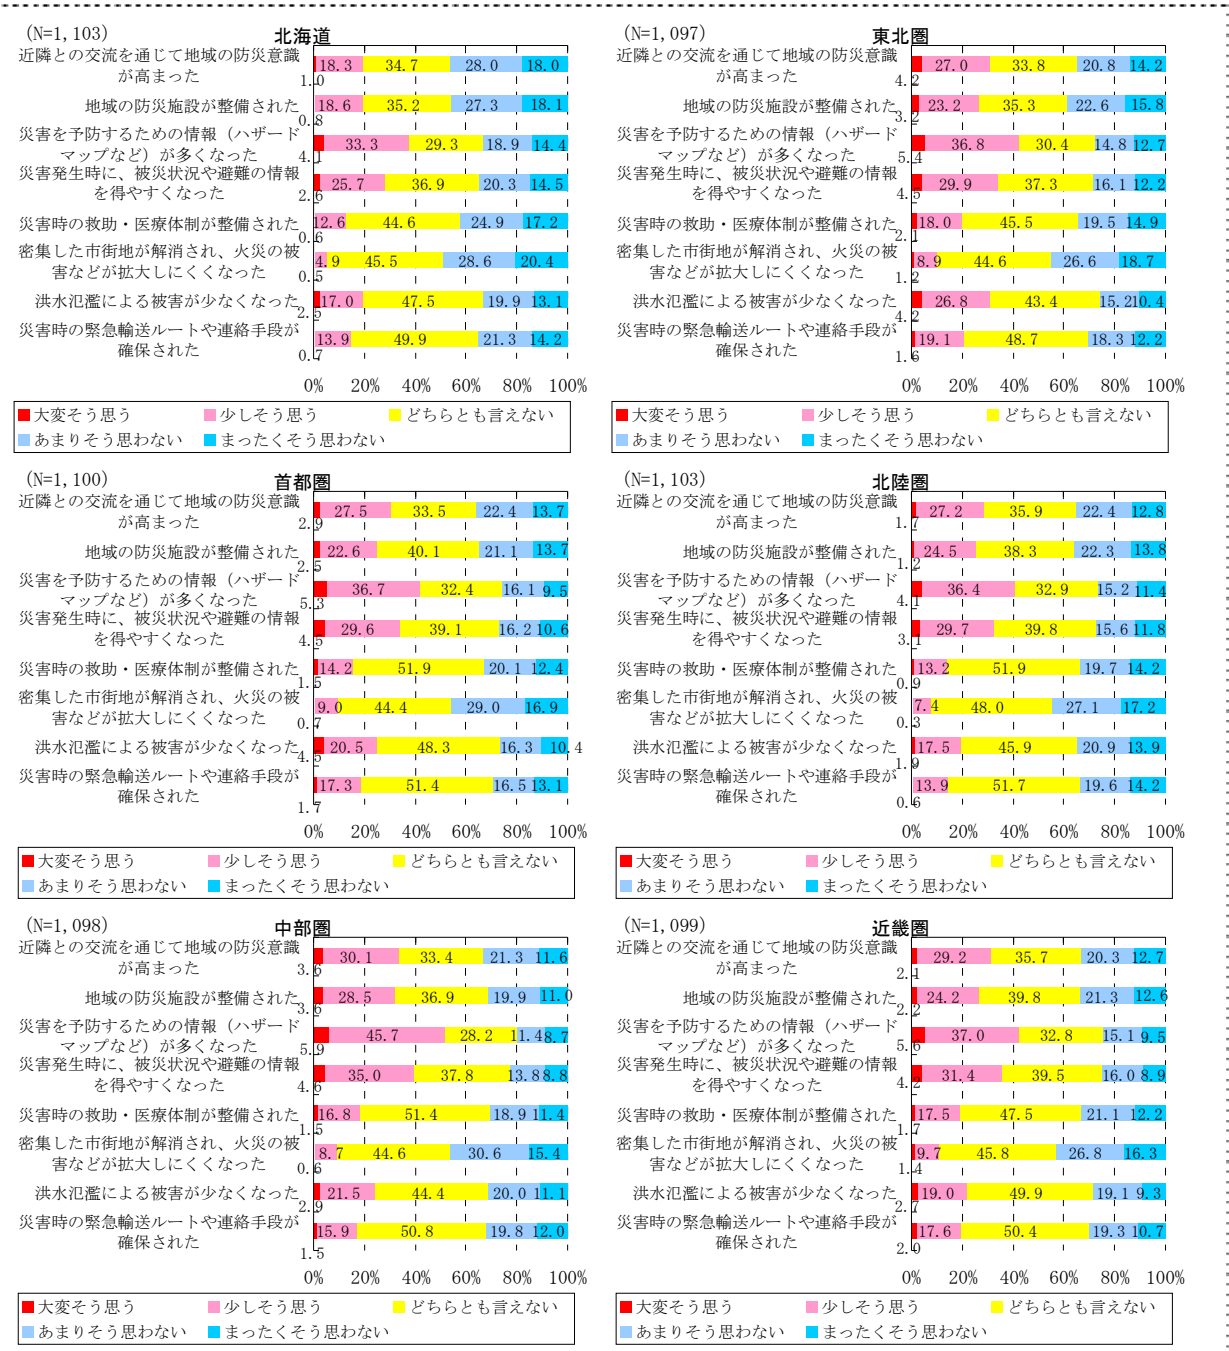 (N=1,103)
北海道
近隣との交流を通じて地域の防災意識
が高まった
1.0 18.3 34.7 28.0 18.0
地域の防災施設が整備された
0.8 18.6 35.2 27.3 18.1
災害を予防するための情報（ハザード
マップなど）が多くなった
4.1 33.3 29.3 18.9 14.4
災害発生時に、被災状況や避難の情報
を得やすくなった
2.6 25.7 36.9 20.3 14.5
災害時の救助・医療体制が整備された
0.6 12.6 44.6 24.9 17.2
密集した市街地が解消され、火災の被
害などが拡大しにくくなった
0.5 4.9 45.5 28.6 20.4
洪水氾濫による被害が少なくなった
2.5 17.0 47.5 19.9 13.1
災害時の緊急輸送ルートや連絡手段が
確保された
0.7 13.9 49.9 21.3 14.2
0% 20% 40% 60% 80% 100%
大変そう思う 少しそう思う どちらとも言えない
あまりそう思わない まったくそう思わない
(N=1,097)
東北圏
近隣との交流を通じて地域の防災意識
が高まった
4.2 27.0 33.8 20.8 14.2
地域の防災施設が整備された
3.2 23.2 35.3 22.6 15.8
災害を予防するための情報（ハザード
マップなど）が多くなった
5.4 36.8 30.4 14.8 12.7
災害発生時に、被災状況や避難の情報
を得やすくなった
4.5 29.9 37.3 16.1 12.2
災害時の救助・医療体制が整備された
2.1 18.0 45.5 19.5 14.9
密集した市街地が解消され、火災の被
害などが拡大しにくくなった
1.2 8.9 44.6 26.6 18.7
洪水氾濫による被害が少なくなった
4.2 26.8 43.4 15.2 10.4
災害時の緊急輸送ルートや連絡手段が
確保された
1.6 19.1 48.7 18.3 12.2
0% 20% 40% 60% 80% 100%
大変そう思う 少しそう思う どちらとも言えない
あまりそう思わない まったくそう思わない
(N=1,100)
首都圏
近隣との交流を通じて地域の防災意識
が高まった
2.9 27.5 33.5 22.4 13.7
地域の防災施設が整備された
2.5 22.6 40.1 21.1 13.7
災害を予防するための情報（ハザード
マップなど）が多くなった
5.3 36.7 32.4 16.1 9.5
災害発生時に、被災状況や避難の情報
を得やすくなった
4.5 29.6 39.1 16.2 10.6
災害時の救助・医療体制が整備された
1.5 14.2 51.9 20.1 12.4
密集した市街地が解消され、火災の被
害などが拡大しにくくなった
0.7 9.0 44.4 29.0 16.9
洪水氾濫による被害が少なくなった
4.5 20.5 48.3 16.3 10.4
災害時の緊急輸送ルートや連絡手段が
確保された
1.7 17.3 51.4 16.5 13.1
0% 20% 40% 60% 80% 100%
大変そう思う 少しそう思う どちらとも言えない
あまりそう思わない まったくそう思わない
(N=1,103)
北陸圏
近隣との交流を通じて地域の防災意識
が高まった
1.7 27.2 35.9 22.4 12.8
地域の防災施設が整備された
1.2 24.5 38.3 22.3 13.8
災害を予防するための情報（ハザード
マップなど）が多くなった
4.1 36.4 32.9 15.2 11.4
災害発生時に、被災状況や避難の情報
を得やすくなった
3.1 29.7 39.8 15.6 11.8
災害時の救助・医療体制が整備された
0.9 13.2 51.9 19.7 14.2
密集した市街地が解消され、火災の被
害などが拡大しにくくなった
0.3 7.4 48.0 27.1 17.2
洪水氾濫による被害が少なくなった
1.9 17.5 45.9 20.9 13.9
災害時の緊急輸送ルートや連絡手段が
確保された
0.6 13.9 51.7 19.6 14.2
0% 20% 40% 60% 80% 100%
大変そう思う 少しそう思う どちらとも言えない
あまりそう思わない まったくそう思わない
(N=1,098)
中部圏
近隣との交流を通じて地域の防災意識
が高まった
3.6 30.1 33.4 21.3 11.6
地域の防災施設が整備された
3.6 28.5 36.9 19.9 11.0
災害を予防するための情報（ハザード
マップなど）が多くなった
5.9 45.7 28.2 11.4 8.7
災害発生時に、被災状況や避難の情報
を得やすくなった
4.6 35.0 37.8 13.8 8.8
災害時の救助・医療体制が整備された
1.5 16.8 51.4 18.9 11.4
密集した市街地が解消され、火災の被
害などが拡大しにくくなった
0.6 8.7 44.6 30.6 15.4
洪水氾濫による被害が少なくなった
2.9 21.5 44.4 20.0 11.1
災害時の緊急輸送ルートや連絡手段が
確保された
1.5 15.9 50.8 19.8 12.0
0% 20% 40% 60% 80% 100%
大変そう思う 少しそう思う どちらとも言えない
あまりそう思わない まったくそう思わない
(N=1,099)
近畿圏
近隣との交流を通じて地域の防災意識
が高まった
2.1 29.2 35.7 20.3 12.7
地域の防災施設が整備された
2.2 24.2 39.8 21.3 12.6
災害を予防するための情報（ハザード
マップなど）が多くなった
5.6 37.0 32.8 15.1 9.5
災害発生時に、被災状況や避難の情報
を得やすくなった
4.2 31.4 39.5 16.0 8.9
災害時の救助・医療体制が整備された
1.7 17.5 47.5 21.1 12.2
密集した市街地が解消され、火災の被
害などが拡大しにくくなった
1.4 9.7 45.8 26.8 16.3
洪水氾濫による被害が少なくなった
2.7 19.0 49.9 19.1 9.3
災害時の緊急輸送ルートや連絡手段が
確保された
2.0 17.6 50.4 19.3 10.7
0% 20% 40% 60% 80% 100%
大変そう思う 少しそう思う どちらとも言えない
あまりそう思わない まったくそう思わない